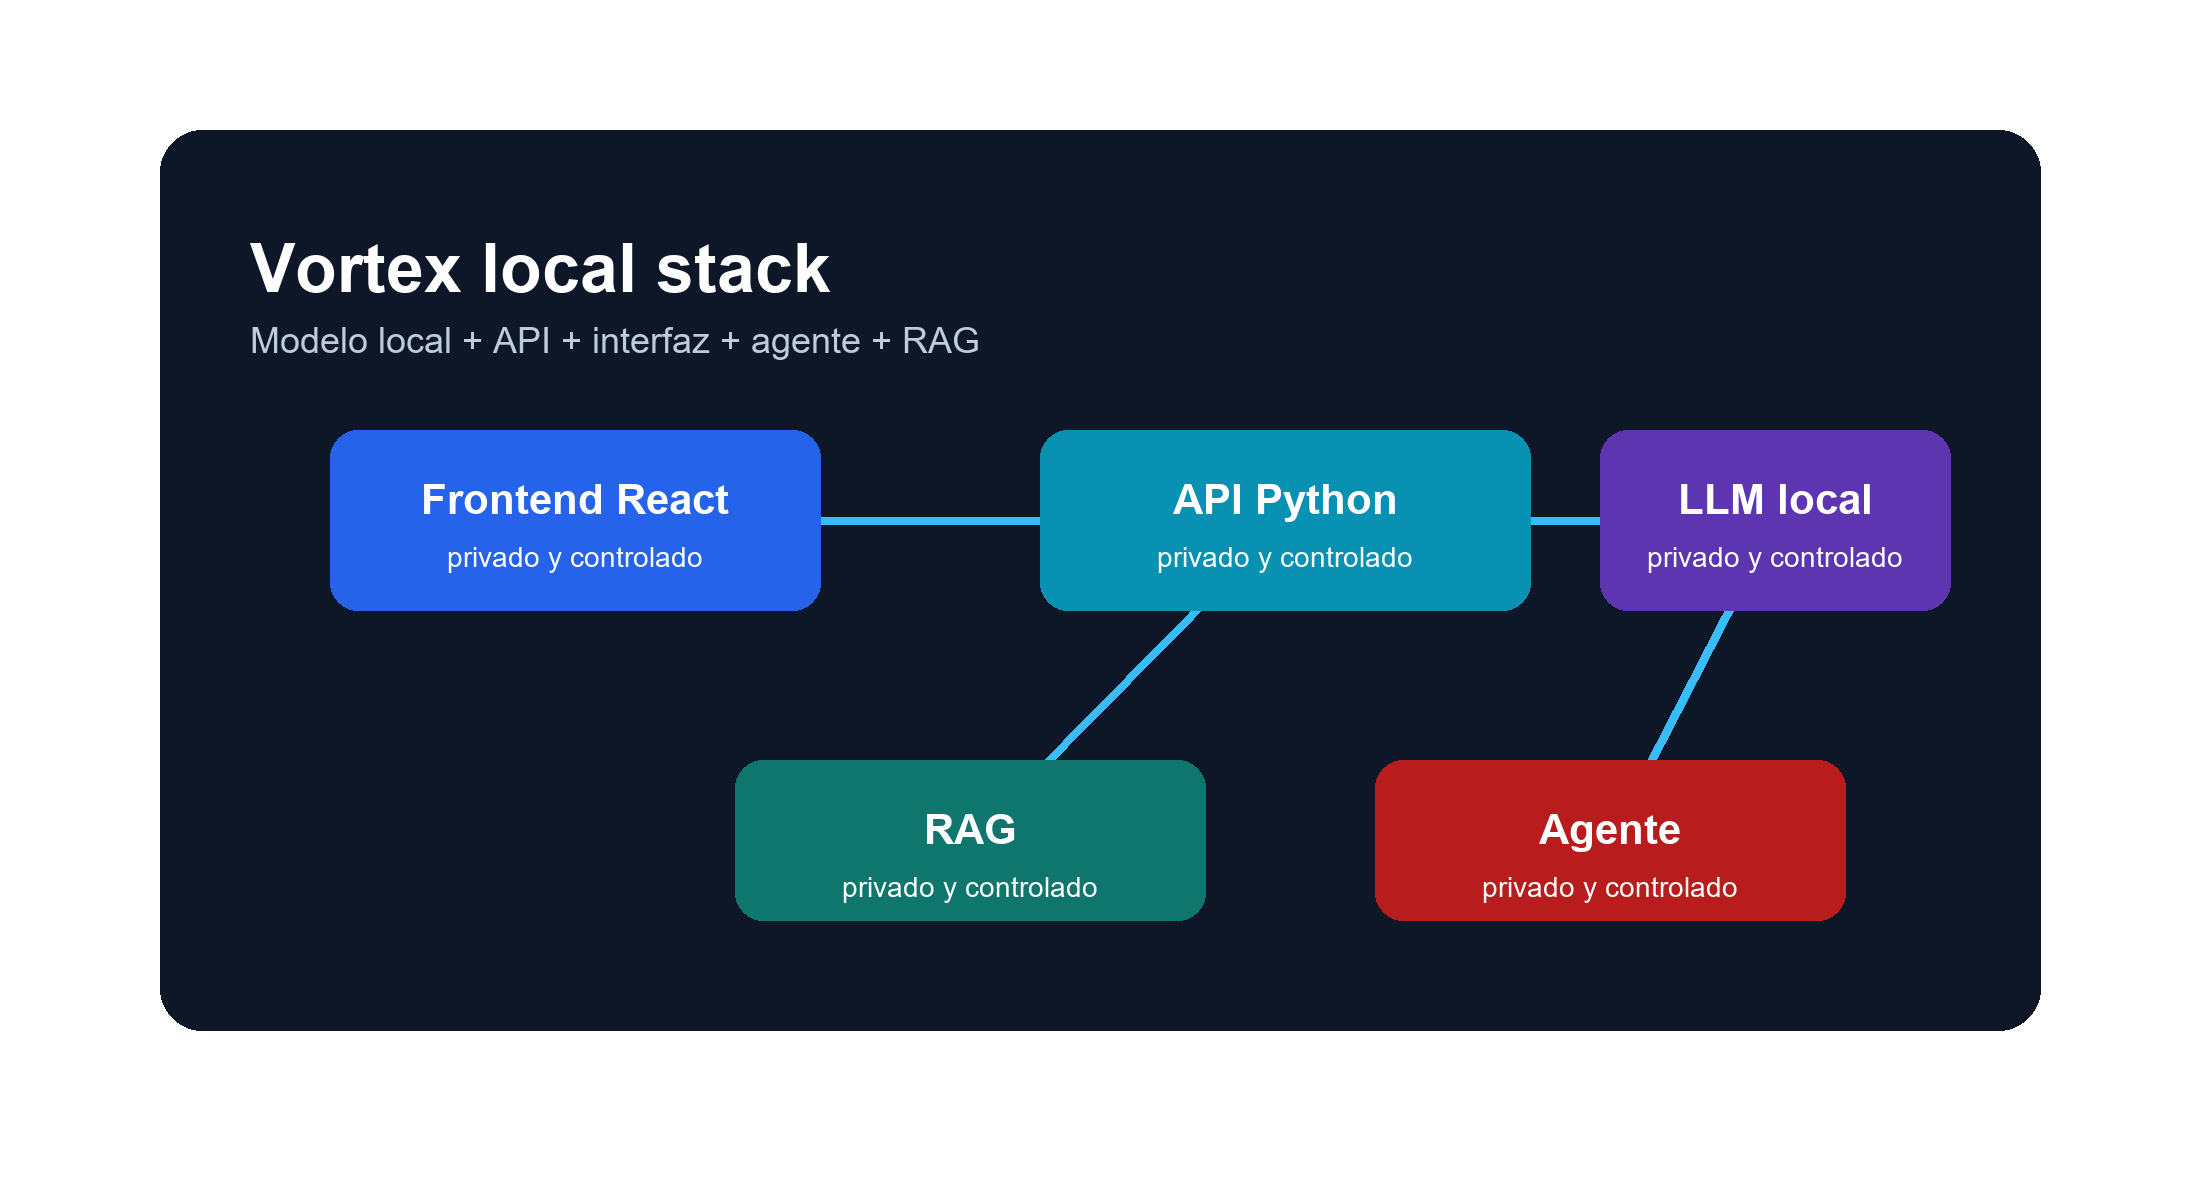 Vortex local stack
Modelo local + API + interfaz + agente + RAG
Frontend React
privado y controlado
API Python
privado y controlado
LLM local
privado y controlado
RAG
privado y controlado
Agente
privado y controlado